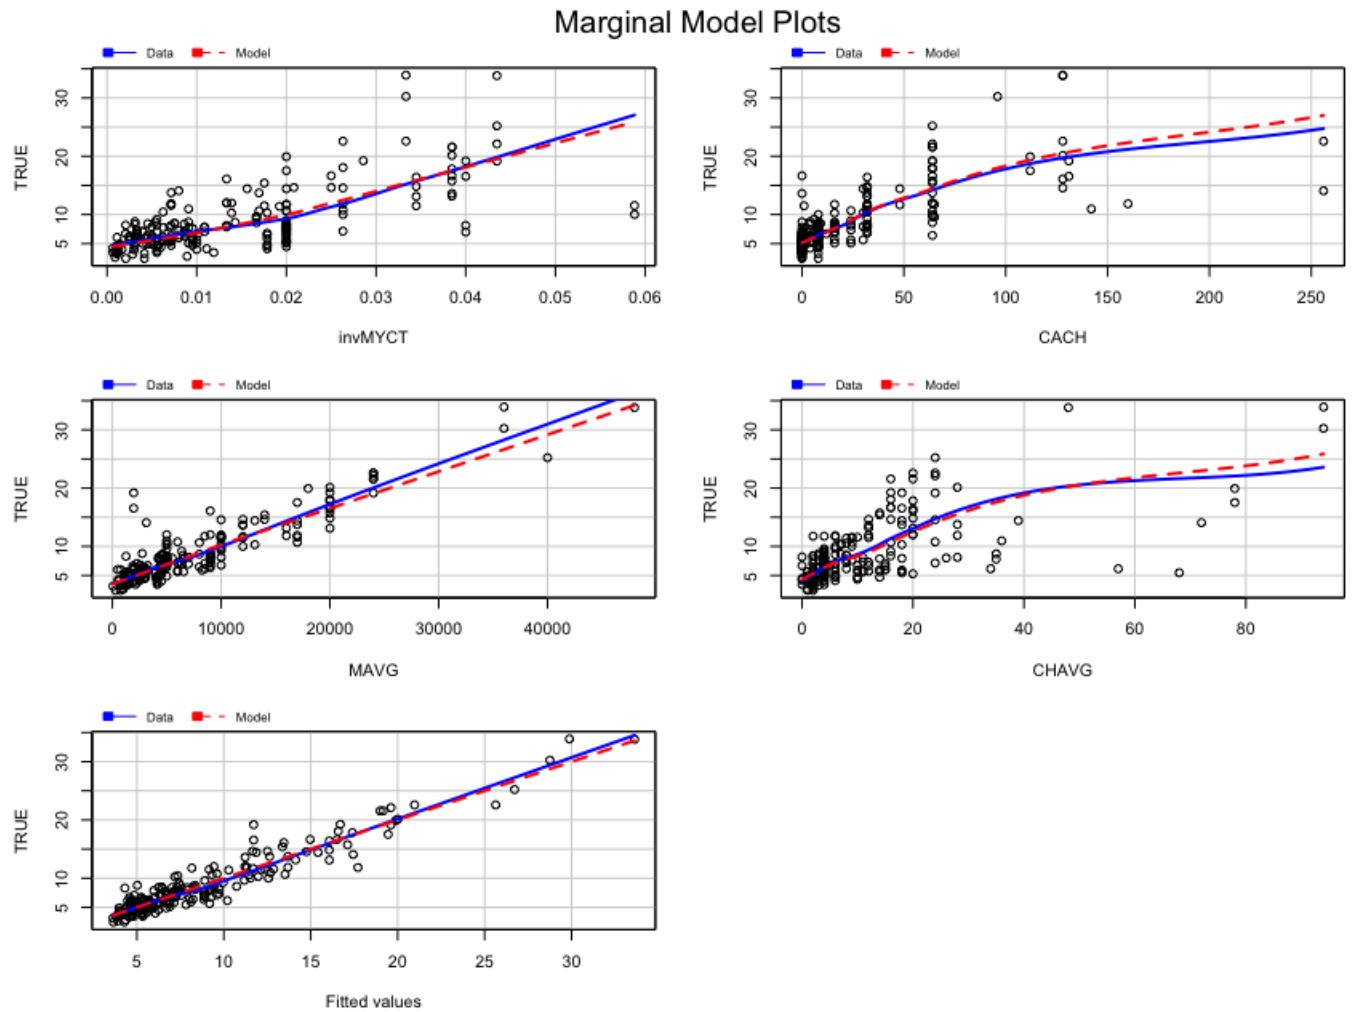 Marginal Model Plots
Data Model
TRUE
5 10 20 30
0.00 0.01 0.02 0.03 0.04 0.05 0.06
invMYCT
Data Model
TRUE
5 10 20 30
0 50 100 150 200 250
CACH
Data Model
TRUE
5 10 20 30
0 10000 20000 30000 40000
MAVG
Data Model
TRUE
5 10 20 30
0 20 40 60 80
CHAVG
Data Model
TRUE
5 10 20 30
5 10 15 20 25 30
Fitted values